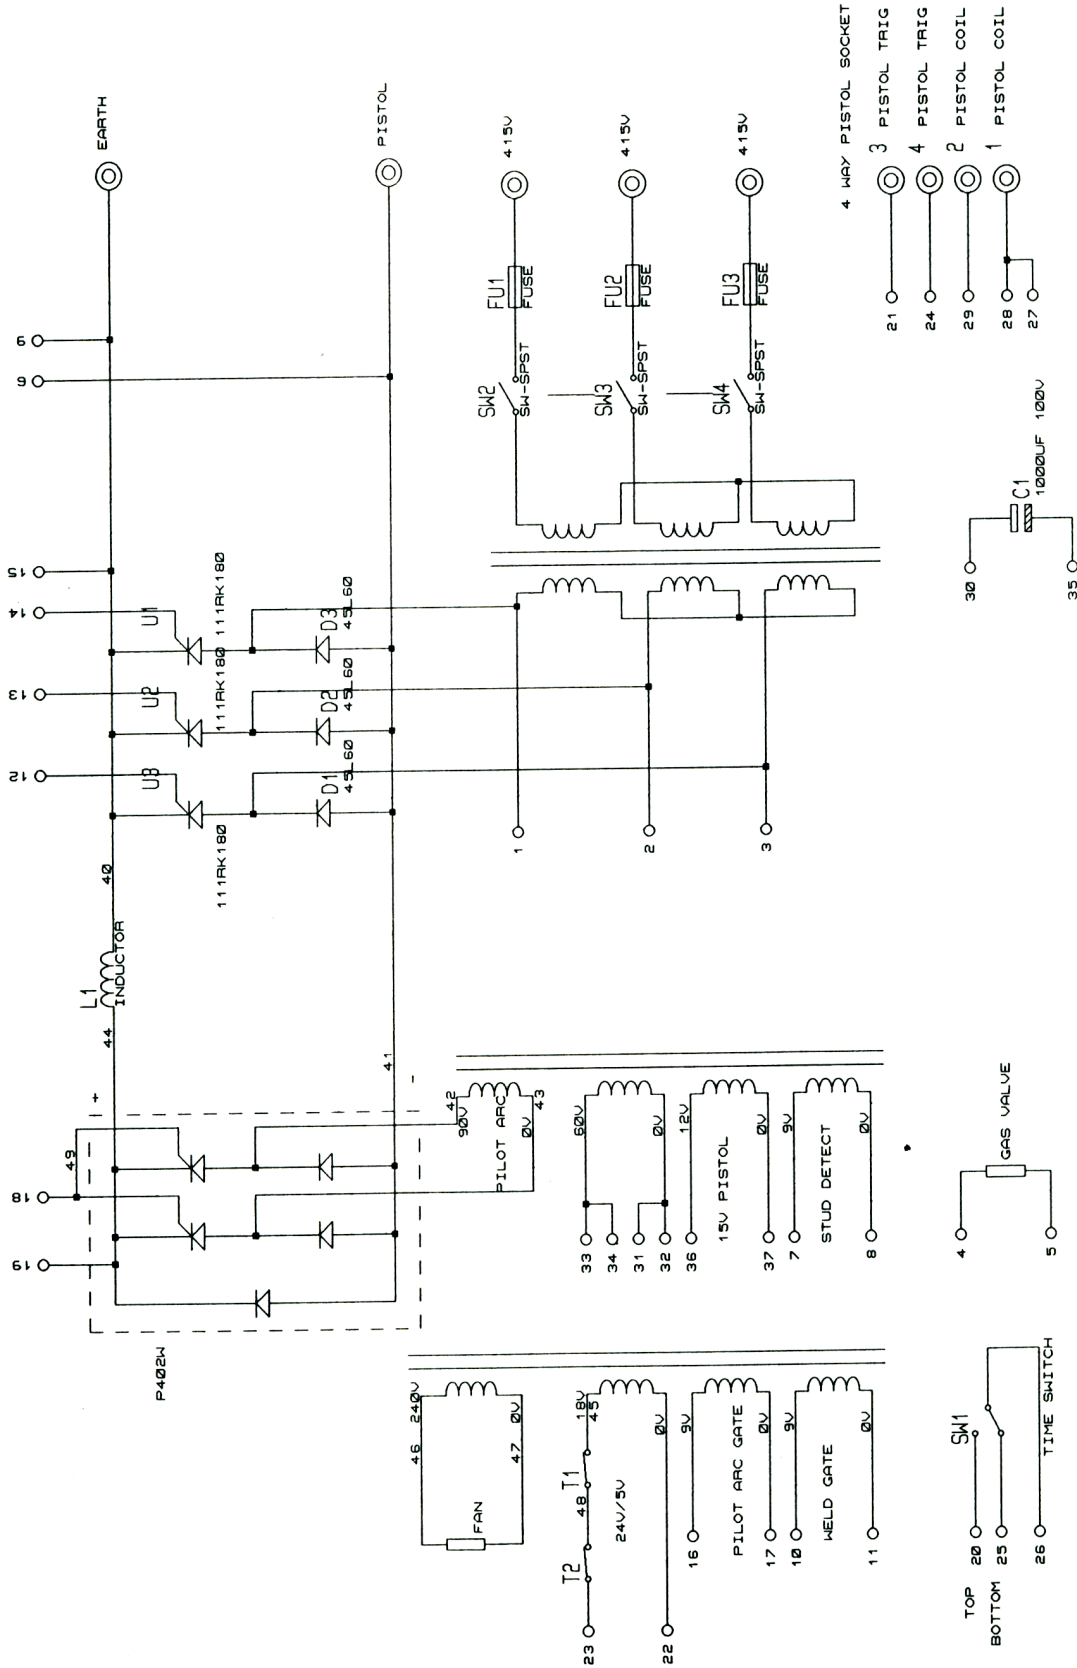 EARTH
PISTOL
9
6
15
14
13
12
18
19
49
U1
111RK180
U2
111RK180
U3
111RK180
D3
45L60
D2
45L60
D1
45L60
40
L1
INDUCTOR
44
41
+
-
P402W
415V
415V
415V
FU1
FUSE
FU2
FUSE
FU3
FUSE
SW2
SW-SPST
SW3
SW-SPST
SW4
SW-SPST
1
2
3
4 WAY PISTOL SOCKET
21
3 PISTOL TRIG
24
4 PISTOL TRIG
29
2 PISTOL COIL
28
1 PISTOL COIL
27
30
C1
1000UF 100V
35
42
90V
PILOT ARC
0V
43
60V
0V
33
34
31
32
12V
15V PISTOL
0V
36
37
9V
STUD DETECT
0V
7
8
GAS VALVE
4
5
46
240V
FAN
47
0V
18V
45
T1
48
T2
24V/5V
0V
23
22
9V
PILOT ARC GATE
0V
16
17
9V
WELD GATE
0V
10
11
SW1
TIME SWITCH
TOP 20
BOTTOM 25
26